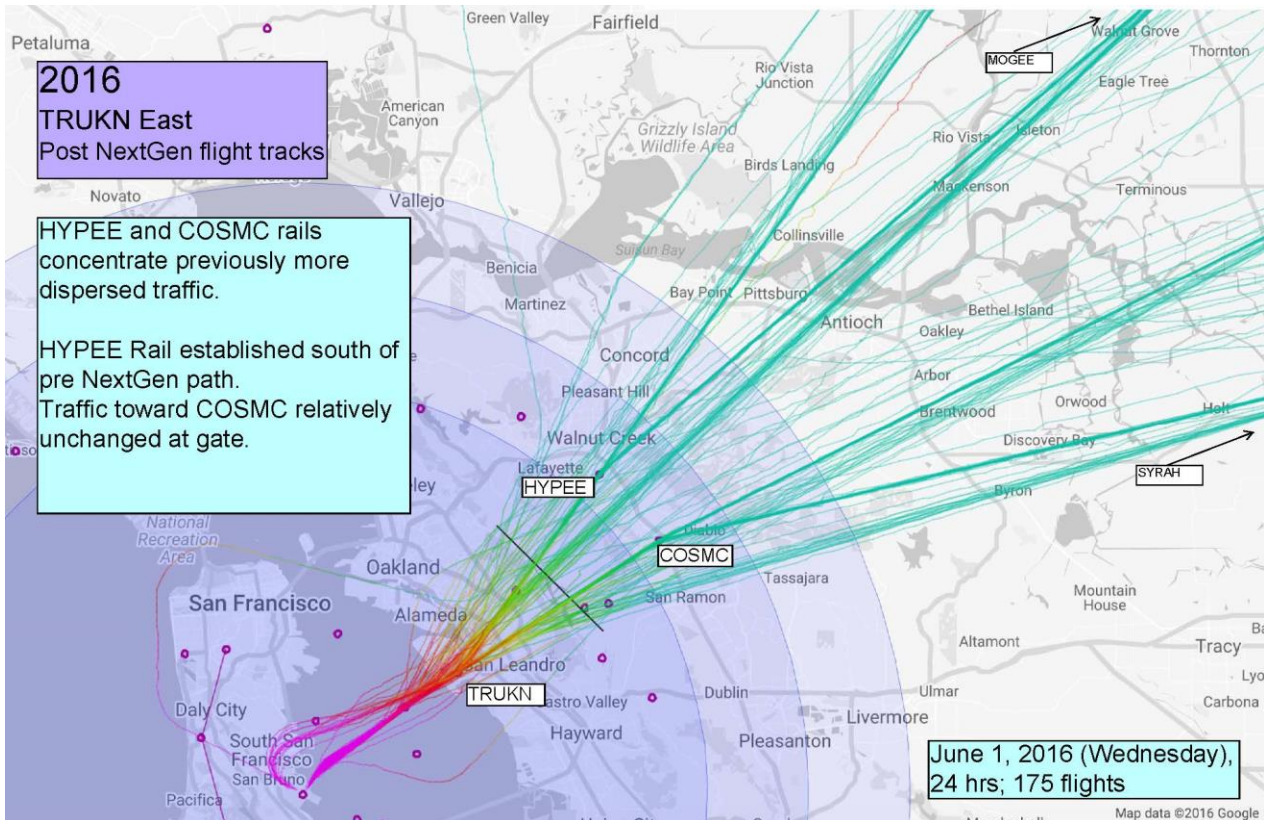 Green Valley
Fairfield
Petaluma
Walnut Grove
Thornton
MOGEE
Rio Vista
Junction
Eagle Tree
2016
TRUKN East
Post NextGen flight tracks
American
Canyon
Grizzly Island
Wildlife Area
Rio Vista
Isleton
Birds Landing
Mackenson
Terminous
Novato
Vallejo
Collinsville
HYPEE and COSMC rails
concentrate previously more
dispersed traffic.
HYPEE Rail established south of
pre NextGen path.
Traffic toward COSMC relatively
unchanged at gate.
Suisun Bay
Benicia
Martinez
Bay Point
Pittsburg
Antioch
Bethel Island
Oakley
Concord
Pleasant Hill
Arbor
Brentwood
Orwood
Holt
Walnut Creek
Discovery Bay
Lafayette
HYPEE
SYRAH
Byron
National
Recreation Area
Diablo
COSMC
Oakland
Tassajara
San Francisco
Alameda
San Ramon
Mountain
House
Altamont
Tracy
San Leandro
TRUKN
Castro Valley
Dublin
Ulmar
Carbona
Daly City
Livermore
Hayward
South San
Francisco
San Bruno
Pleasanton
Pacifica
June 1, 2016 (Wednesday),
24 hrs; 175 flights
Map data ©2016 Google